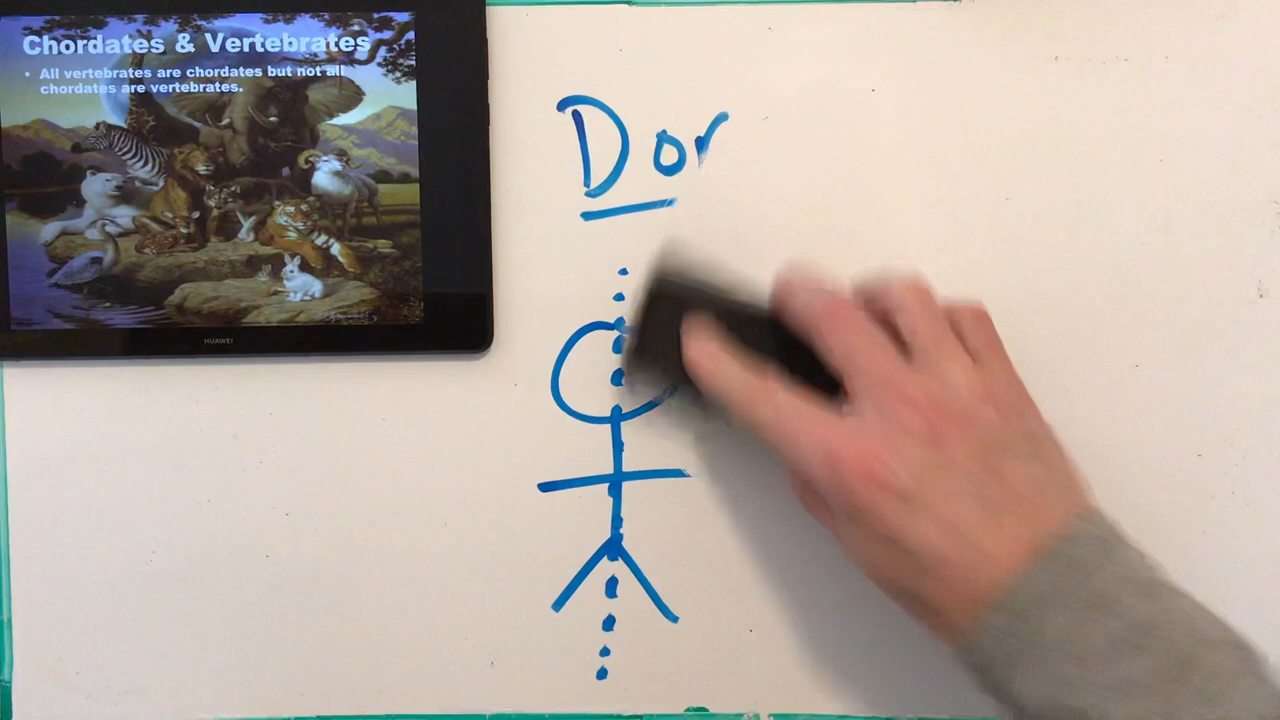 Chordates & Vertebrates
• All vertebrates are chordates but not all
chordates are vertebrates.
HUAWEI
Dor